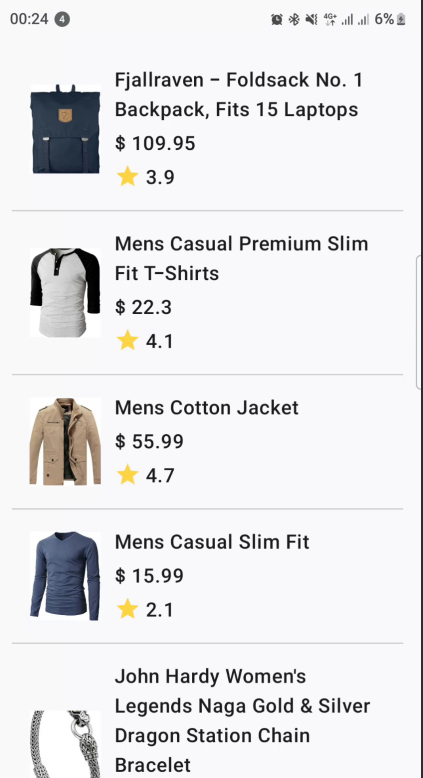 00:24 4 4G+ 6%
Fjallraven - Foldsack No. 1
Backpack, Fits 15 Laptops
$ 109.95
3.9
Mens Casual Premium Slim
Fit T-Shirts
$ 22.3
4.1
Mens Cotton Jacket
$ 55.99
4.7
Mens Casual Slim Fit
$ 15.99
2.1
John Hardy Women's
Legends Naga Gold & Silver
Dragon Station Chain
Bracelet